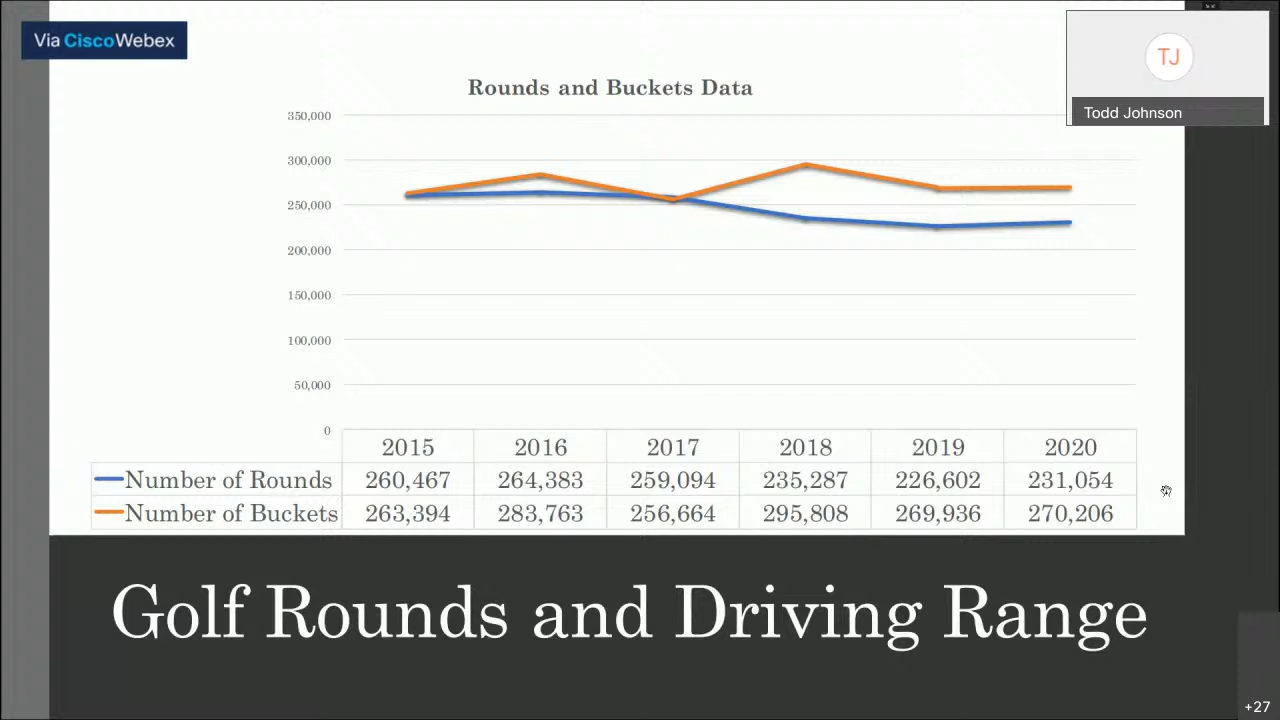 Via CiscoWebex
TJ
Todd Johnson
Rounds and Buckets Data
350,000
300,000
250,000
200,000
150,000
100,000
50,000
0
2015 2016 2017 2018 2019 2020
Number of Rounds 260,467 264,383 259,094 235,287 226,602 231,054
Number of Buckets 263,394 283,763 256,664 295,808 269,936 270,206
Golf Rounds and Driving Range
+27